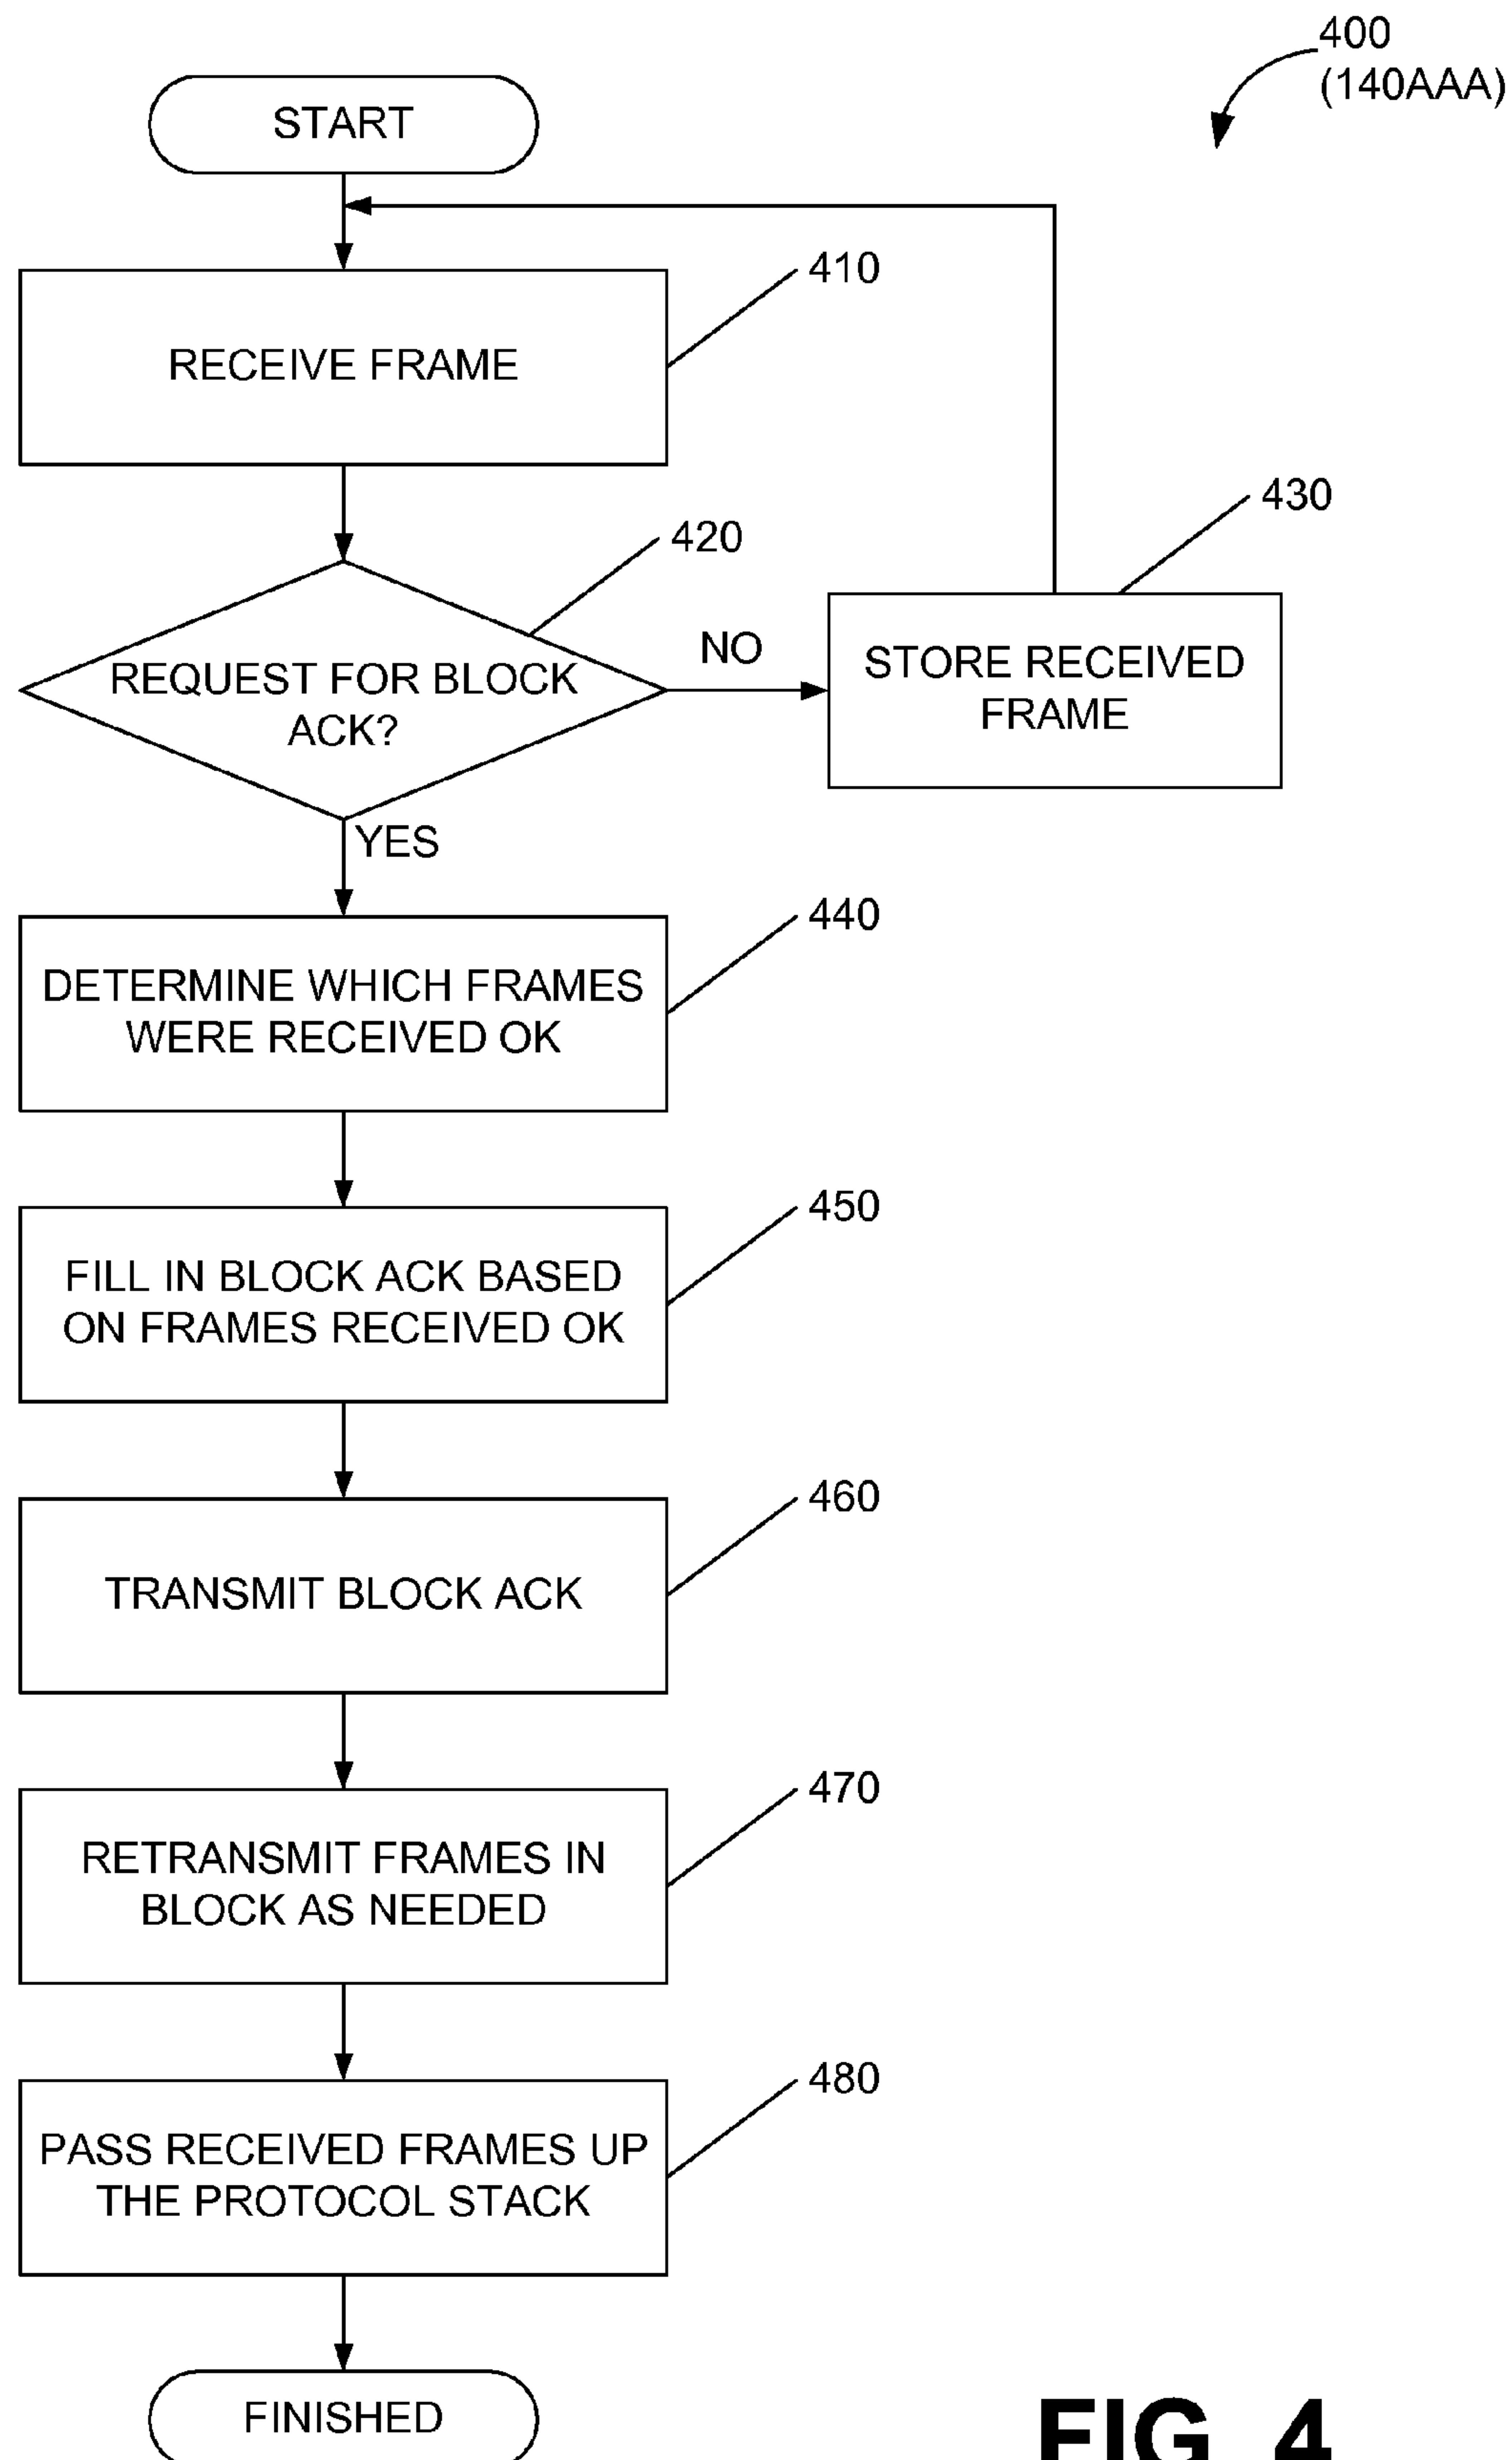 400
(140AAA)
START
410
RECEIVE FRAME
430
420
NO
REQUEST FOR BLOCK
ACK?
STORE RECEIVED
FRAME
YES
440
DETERMINE WHICH FRAMES
WERE RECEIVED OK
450
FILL IN BLOCK ACK BASED
ON FRAMES RECEIVED OK
460
TRANSMIT BLOCK ACK
470
RETRANSMIT FRAMES IN
BLOCK AS NEEDED
480
PASS RECEIVED FRAMES UP
THE PROTOCOL STACK
FINISHED
FIG. 4